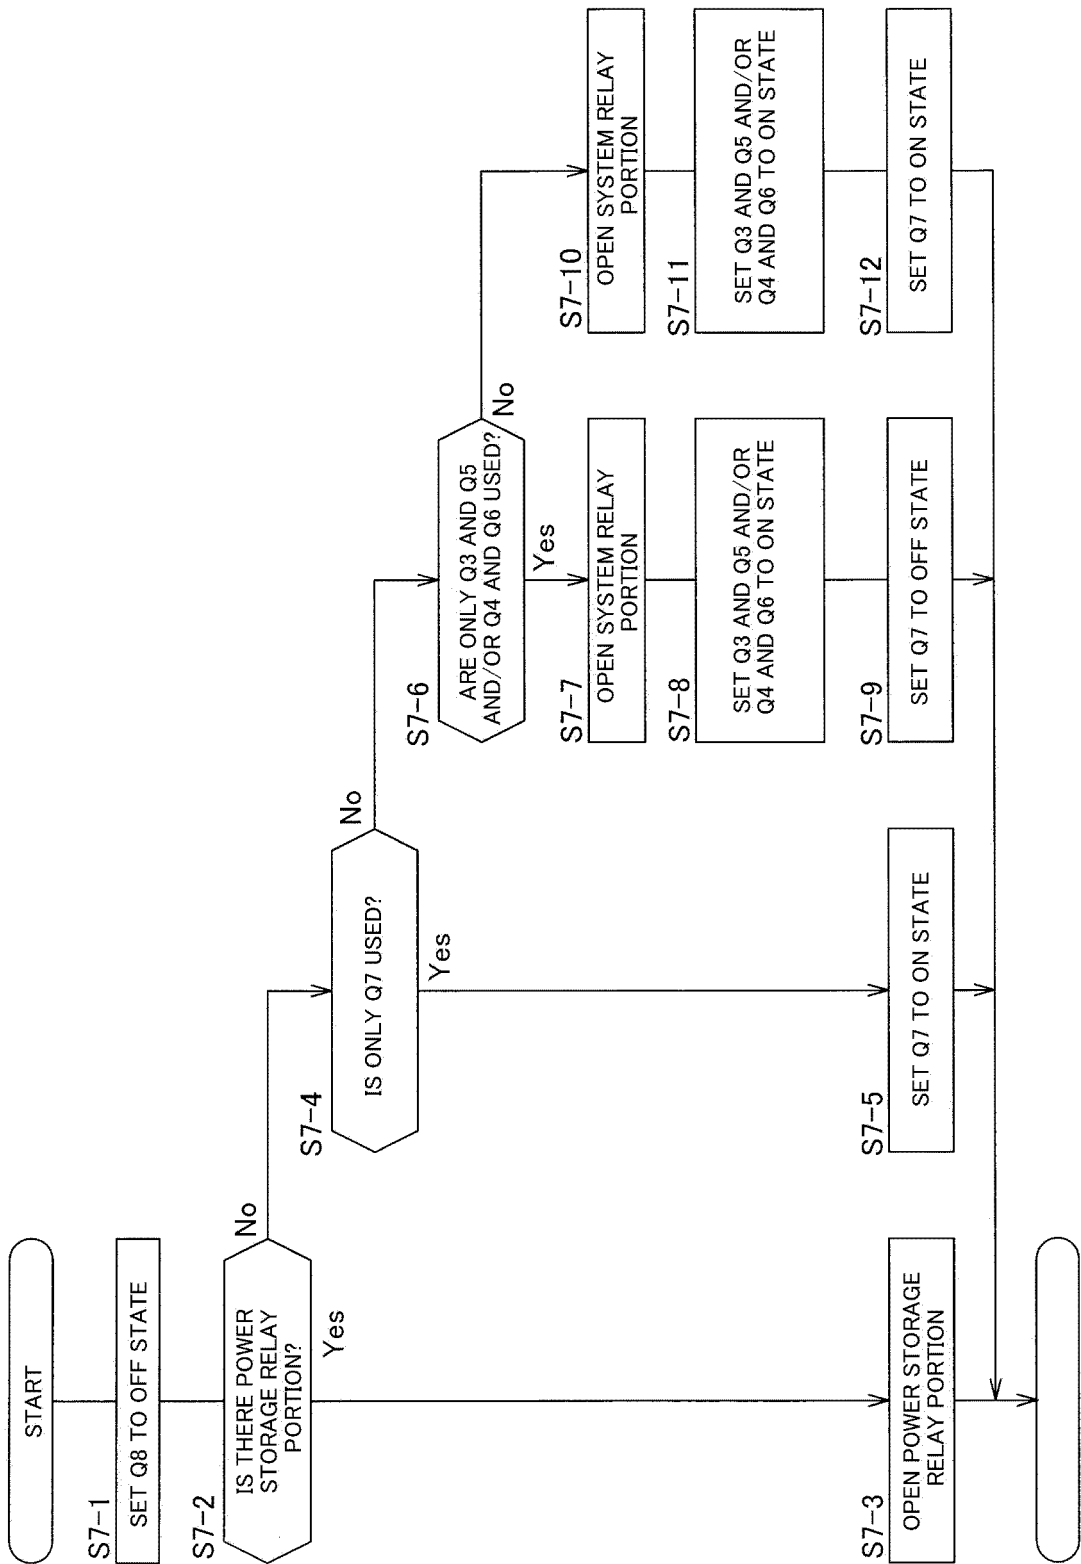 START
S7-1
SET Q8 TO OFF STATE
S7-2
IS THERE POWER
STORAGE RELAY
PORTION?
No
Yes
S7-3
OPEN POWER STORAGE
RELAY PORTION
S7-4
IS ONLY Q7 USED?
No
Yes
S7-5
SET Q7 TO ON STATE
S7-6
ARE ONLY Q3 AND Q5
AND/OR Q4 AND Q6 USED?
No
Yes
S7-7
OPEN SYSTEM RELAY
PORTION
S7-8
SET Q3 AND Q5 AND/OR
Q4 AND Q6 TO ON STATE
S7-9
SET Q7 TO OFF STATE
S7-10
OPEN SYSTEM RELAY
PORTION
S7-11
SET Q3 AND Q5 AND/OR
Q4 AND Q6 TO ON STATE
S7-12
SET Q7 TO ON STATE